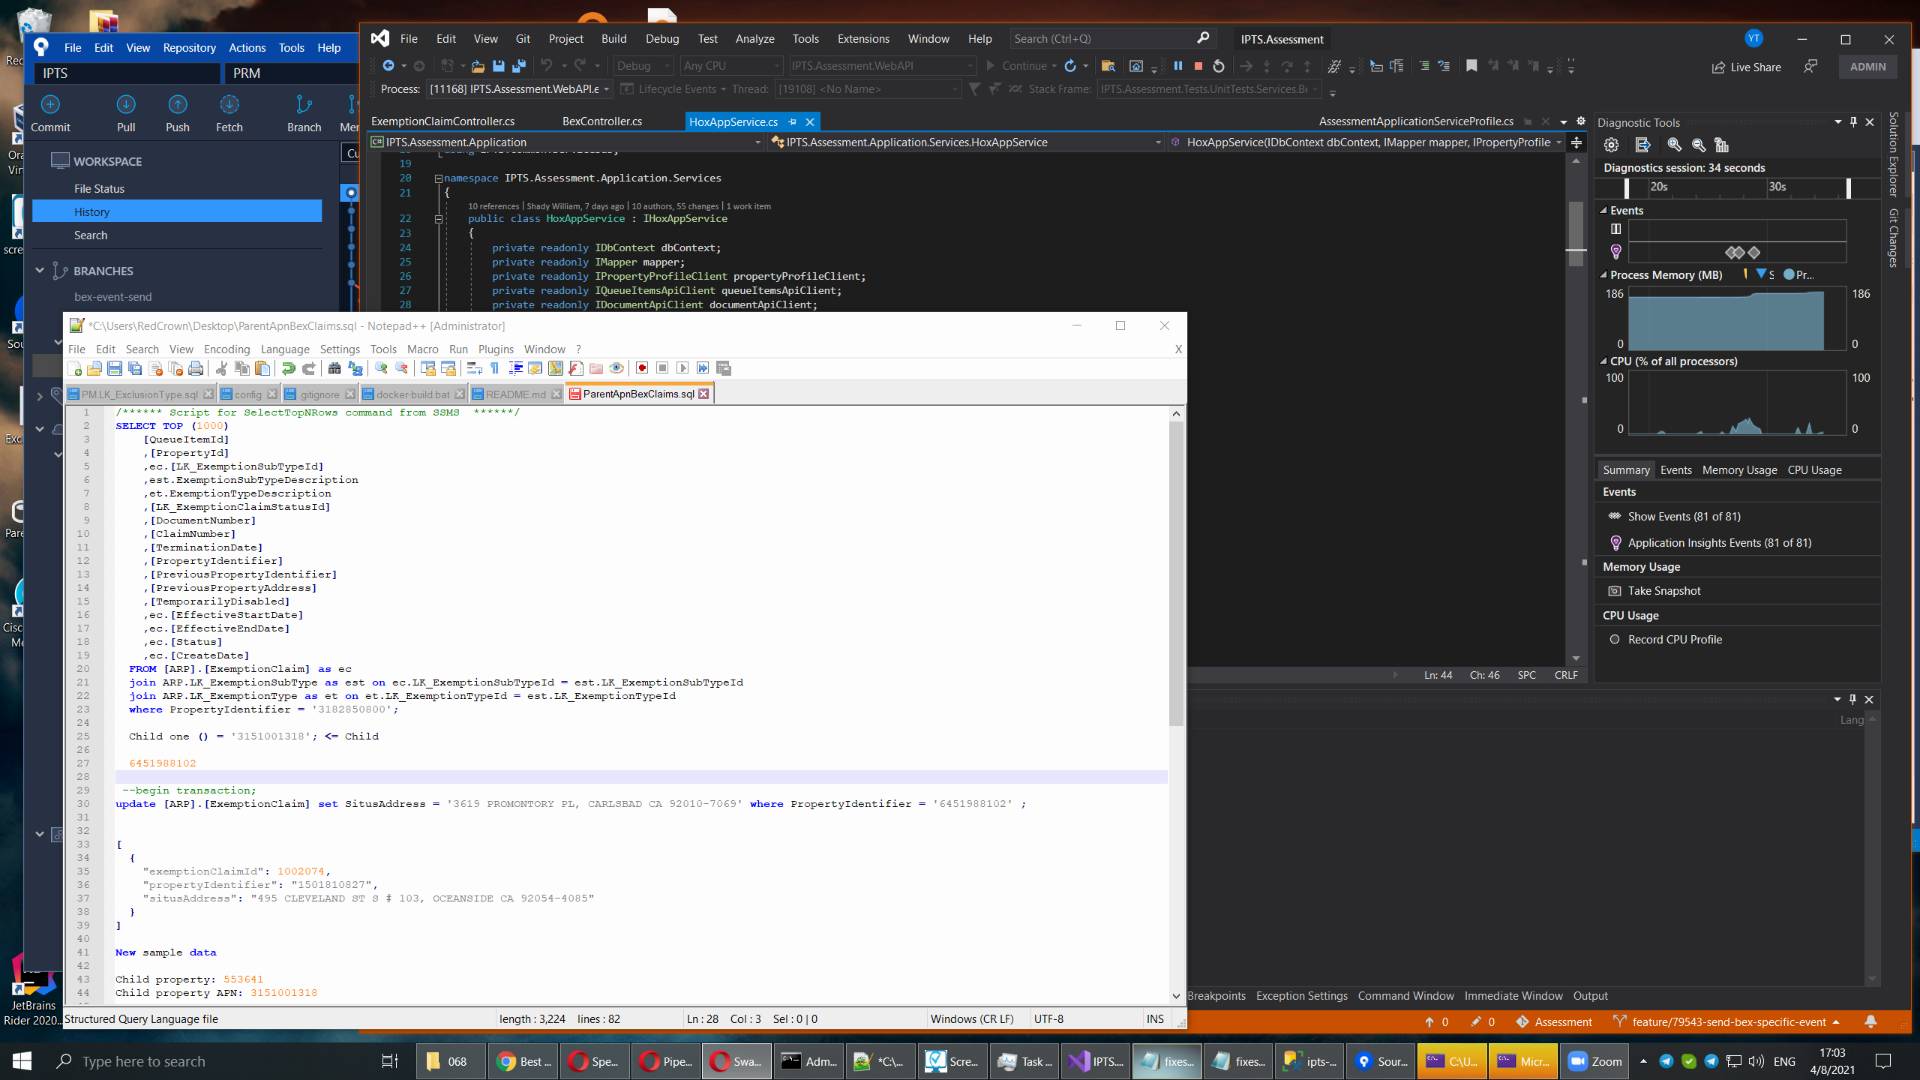 File Edit View Repository Actions Tools Help
IPTS
PRM
Commit Pull Push Fetch Branch
WORKSPACE
File Status
History
Search
BRANCHES
bex-event-send
File Edit View Git Project Build Debug Test Analyze Tools Extensions Window Help
Search (Ctrl+Q)
IPTS.Assessment
YT
Debug Any CPU IPTS.Assessment.WebAPI Continue
Live Share
ADMIN
Process: [11168] IPTS.Assessment.WebAPI.e Lifecycle Events Thread: [19108] <No Name> Stack Frame: IPTS.Assessment.Tests.UnitTests.Services.B
ExemptionClaimController.cs BexController.cs HoxAppService.cs AssessmentApplicationServiceProfile.cs
IPTS.Assessment.Application IPTS.Assessment.Application.Services.HoxAppService HoxAppService(IDbContext dbContext, IMapper mapper, IPropertyProfile
19
20 namespace IPTS.Assessment.Application.Services
21 {
10 references | Shady William, 7 days ago | 10 authors, 55 changes | 1 work item
22 public class HoxAppService : IHoxAppService
23 {
24 private readonly IDbContext dbContext;
25 private readonly IMapper mapper;
26 private readonly IPropertyProfileClient propertyProfileClient;
27 private readonly IQueueItemsApiClient queueItemsApiClient;
28 private readonly IDocumentApiClient documentApiClient;
Ln: 44 Ch: 46 SPC CRLF
Diagnostic Tools
Diagnostics session: 34 seconds
20s 30s
Events
Process Memory (MB) S Pr...
186 186
0 0
CPU (% of all processors)
100 100
0 0
Summary Events Memory Usage CPU Usage
Events
Show Events (81 of 81)
Application Insights Events (81 of 81)
Memory Usage
Take Snapshot
CPU Usage
Record CPU Profile
Solution Explorer
Git Changes
Lang
Breakpoints Exception Settings Command Window Immediate Window Output
0 0 Assessment feature/79543-send-bex-specific-event
*C:\Users\RedCrown\Desktop\ParentApnBexClaims.sql - Notepad++ [Administrator]
File Edit Search View Encoding Language Settings Tools Macro Run Plugins Window ? X
PM.LK_ExclusionType.sql config gitignore docker-build.bat README.md ParentApnBexClaims.sql
1 /****** Script for SelectTopNRows command from SSMS ******/
2 SELECT TOP (1000)
3 [QueueItemId]
4 ,[PropertyId]
5 ,ec.[LK_ExemptionSubTypeId]
6 ,est.ExemptionSubTypeDescription
7 ,et.ExemptionTypeDescription
8 ,[LK_ExemptionClaimStatusId]
9 ,[DocumentNumber]
10 ,[ClaimNumber]
11 ,[TerminationDate]
12 ,[PropertyIdentifier]
13 ,[PreviousPropertyIdentifier]
14 ,[PreviousPropertyAddress]
15 ,[TemporarilyDisabled]
16 ,ec.[EffectiveStartDate]
17 ,ec.[EffectiveEndDate]
18 ,ec.[Status]
19 ,ec.[CreateDate]
20 FROM [ARP].[ExemptionClaim] as ec
21 join ARP.LK_ExemptionSubType as est on ec.LK_ExemptionSubTypeId = est.LK_ExemptionSubTypeId
22 join ARP.LK_ExemptionType as et on et.LK_ExemptionTypeId = est.LK_ExemptionTypeId
23 where PropertyIdentifier = '3182850800';
24
25 Child one () = '3151001318'; <= Child
26
27 6451988102
28
29 --begin transaction;
30 update [ARP].[ExemptionClaim] set SitusAddress = '3619 PROMONTORY PL, CARLSBAD CA 92010-7069' where PropertyIdentifier = '6451988102' ;
31
32
33 [
34 {
35 "exemptionClaimId": 1002074,
36 "propertyIdentifier": "1501810827",
37 "situsAddress": "495 CLEVELAND ST S # 103, OCEANSIDE CA 92054-4085"
38 }
39 ]
40
41 New sample data
42
43 Child property: 553641
44 Child property APN: 3151001318
Structured Query Language file length : 3,224 lines : 82 Ln : 28 Col : 3 Sel : 0 | 0 Windows (CR LF) UTF-8 INS
JetBrains
Rider 2020...
Type here to search
068 Best ... Spe... Pipe... Swa... Adm... *C:\... Scre... Task ... IPTS... fixes... fixes... ipts-... Sour... C:\U... Micr... Zoom
ENG
17:03
4/8/2021